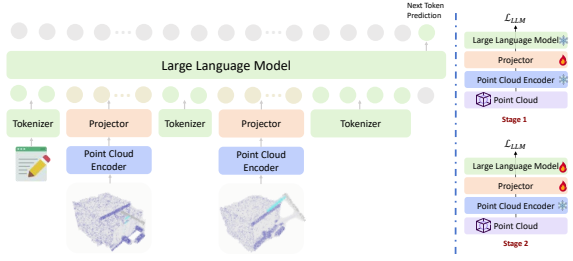 Next Token
Prediction
Large Language Model
Tokenizer
Projector
Tokenizer
Projector
Tokenizer
Point Cloud
Encoder
Point Cloud
Encoder
ℒLLM
Large Language Model
Projector
Point Cloud Encoder
Point Cloud
Stage 1
ℒLLM
Large Language Model
Projector
Point Cloud Encoder
Point Cloud
Stage 2